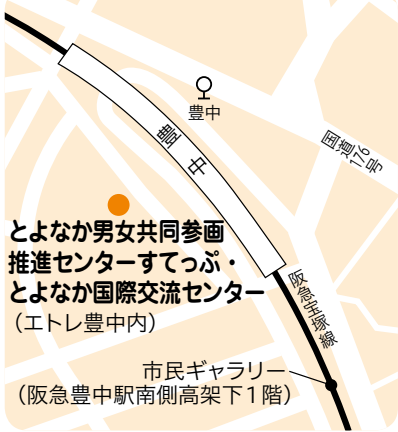 豊中
国道176号
豊中
とよなか男女共同参画
推進センターすてっぷ・
とよなか国際交流センター
(エトレ豊中内)
阪急宝塚線
市民ギャラリー
(阪急豊中駅南側高架下1階)